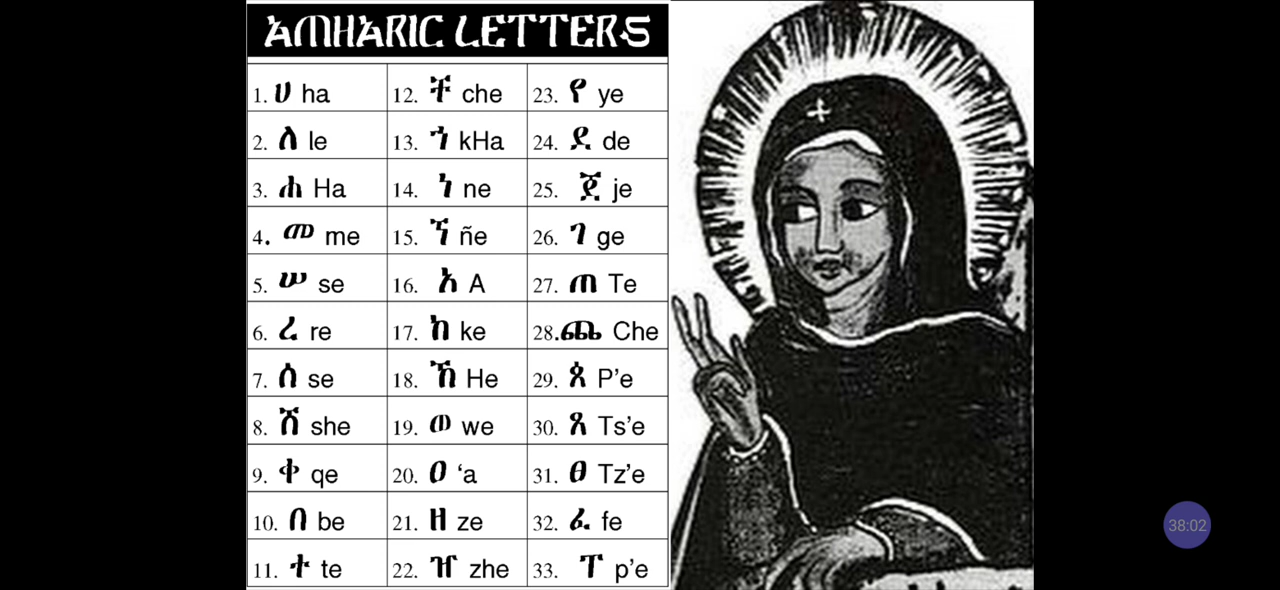 AMHARIC LETTERS
1. ሀ ha
2. ለ le
3. ሐ Ha
4. መ me
5. ሠ se
6. ረ re
7. ሰ se
8. ሸ she
9. ቀ qe
10. በ be
11. ተ te
12. ቸ che
13. ኀ kHa
14. ነ ne
15. ኘ ñe
16. አ A
17. ከ ke
18. ኸ He
19. ወ we
20. ዐ ‘a
21. ዘ ze
22. ዠ zhe
23. የ ye
24. ደ de
25. ጀ je
26. ገ ge
27. ጠ Te
28. ጨ Che
29. ጰ P’e
30. ጸ Ts’e
31. ፀ Tz’e
32. ፈ fe
33. ፐ p’e
38:02